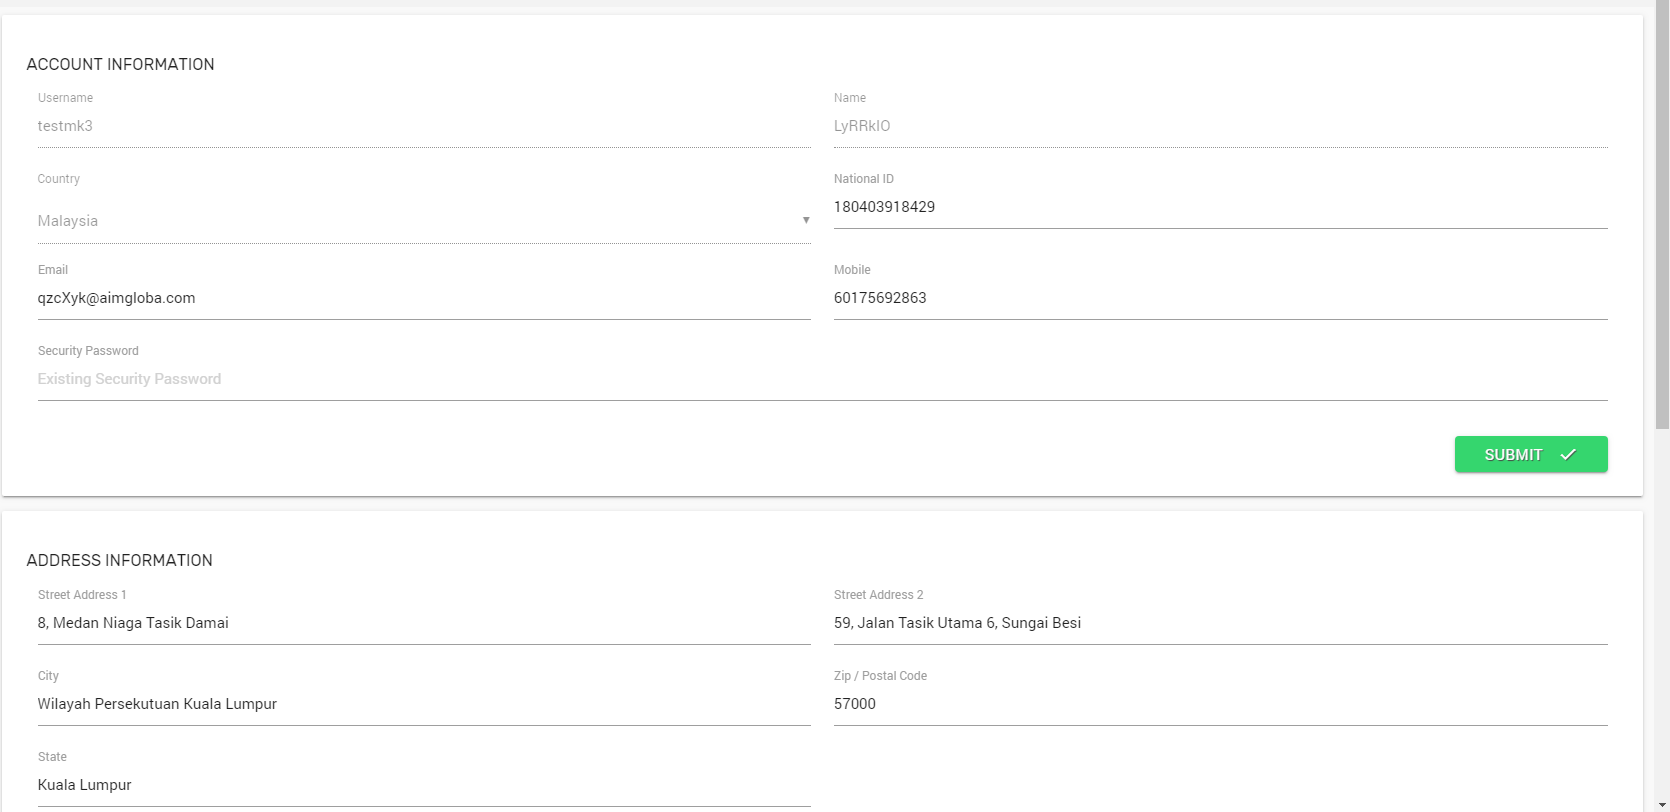 ACCOUNT INFORMATION
Username
Name
testmk3
LyRRkIO
Country
National ID
Malaysia
180403918429
Email
Mobile
qzcXyk@aimgloba.com
60175692863
Security Password
Existing Security Password
SUBMIT
ADDRESS INFORMATION
Street Address 1
Street Address 2
8, Medan Niaga Tasik Damai
59, Jalan Tasik Utama 6, Sungai Besi
City
Zip / Postal Code
Wilayah Persekutuan Kuala Lumpur
57000
State
Kuala Lumpur